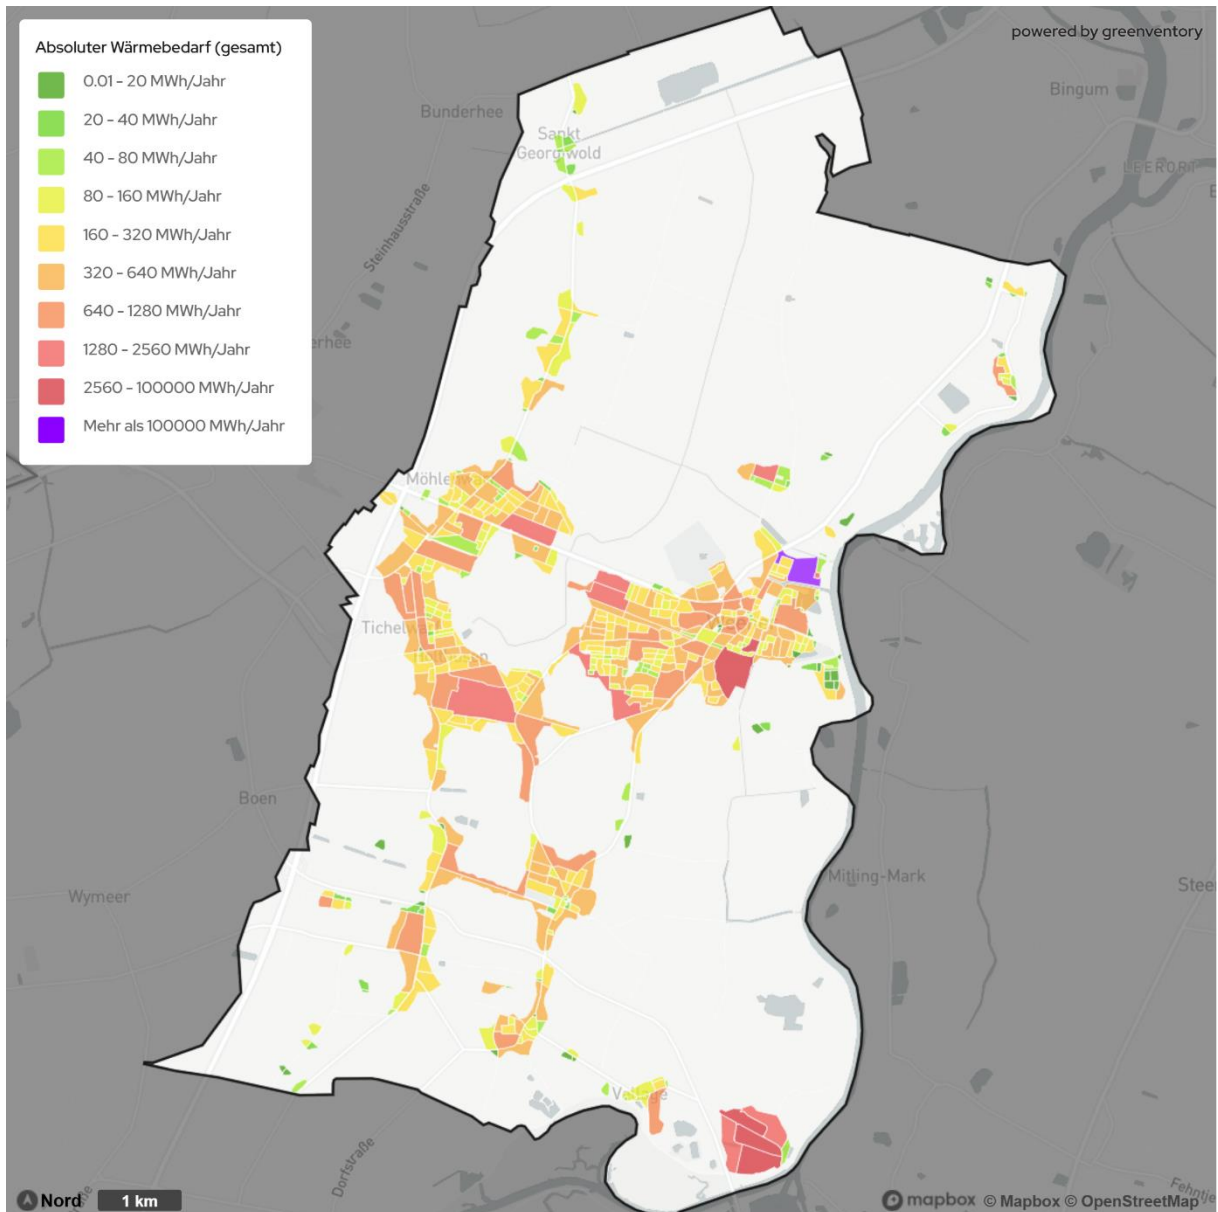 Absoluter Wärmebedarf (gesamt)
0.01 - 20 MWh/Jahr
20 - 40 MWh/Jahr
40 - 80 MWh/Jahr
80 - 160 MWh/Jahr
160 - 320 MWh/Jahr
320 - 640 MWh/Jahr
640 - 1280 MWh/Jahr
1280 - 2560 MWh/Jahr
2560 - 100000 MWh/Jahr
Mehr als 100000 MWh/Jahr
powered by greenventory
Bunderhee
Bingum
Sankt
Georgiwold
LEERORT
Steinhausstraße
Boen
Wymeer
Mitling-Mark
Dorfstraße
Nord
1 km
mapbox © Mapbox © OpenStreetMap